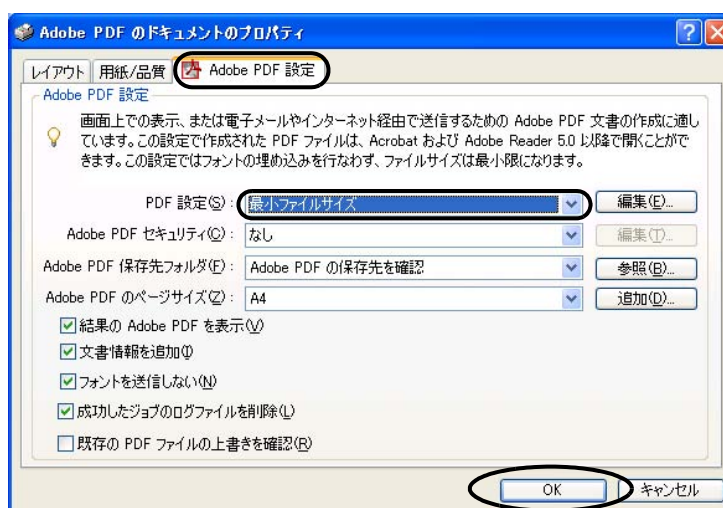 Adobe PDF のドキュメントのプロパティ
レイアウト 用紙/品質 Adobe PDF 設定
Adobe PDF 設定
画面上での表示、または電子メールやインターネット経由で送信するための Adobe PDF 文書の作成に適し
ています。この設定で作成された PDF ファイルは、Acrobat および Adobe Reader 5.0 以降で開くことがで
きます。この設定ではフォントの埋め込みを行なわず、ファイルサイズは最小限になります。
PDF 設定(S): 最小ファイルサイズ 編集(E)...
Adobe PDF セキュリティ(C): なし 編集(T)...
Adobe PDF 保存先フォルダ(F): Adobe PDF の保存先を確認 参照(B)...
Adobe PDF のページサイズ(Z): A4 追加(D)...
結果の Adobe PDF を表示(V)
文書情報を追加(I)
フォントを送信しない(N)
成功したジョブのログファイルを削除(L)
既存の PDF ファイルの上書きを確認(R)
OK キャンセル